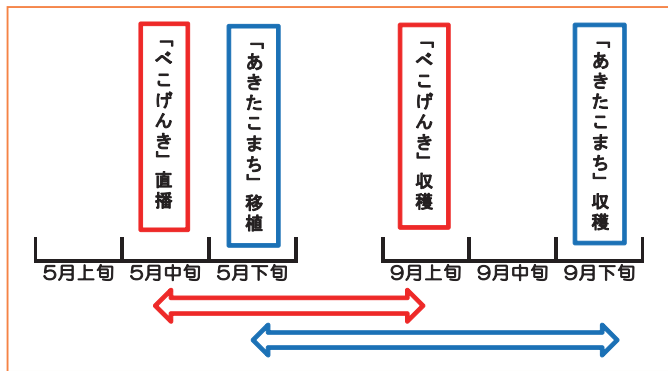 「べこげんき」直播
「あきたこまち」移植
「べこげんき」収穫
「あきたこまち」収穫
5月上旬
5月中旬
5月下旬
9月上旬
9月中旬
9月下旬